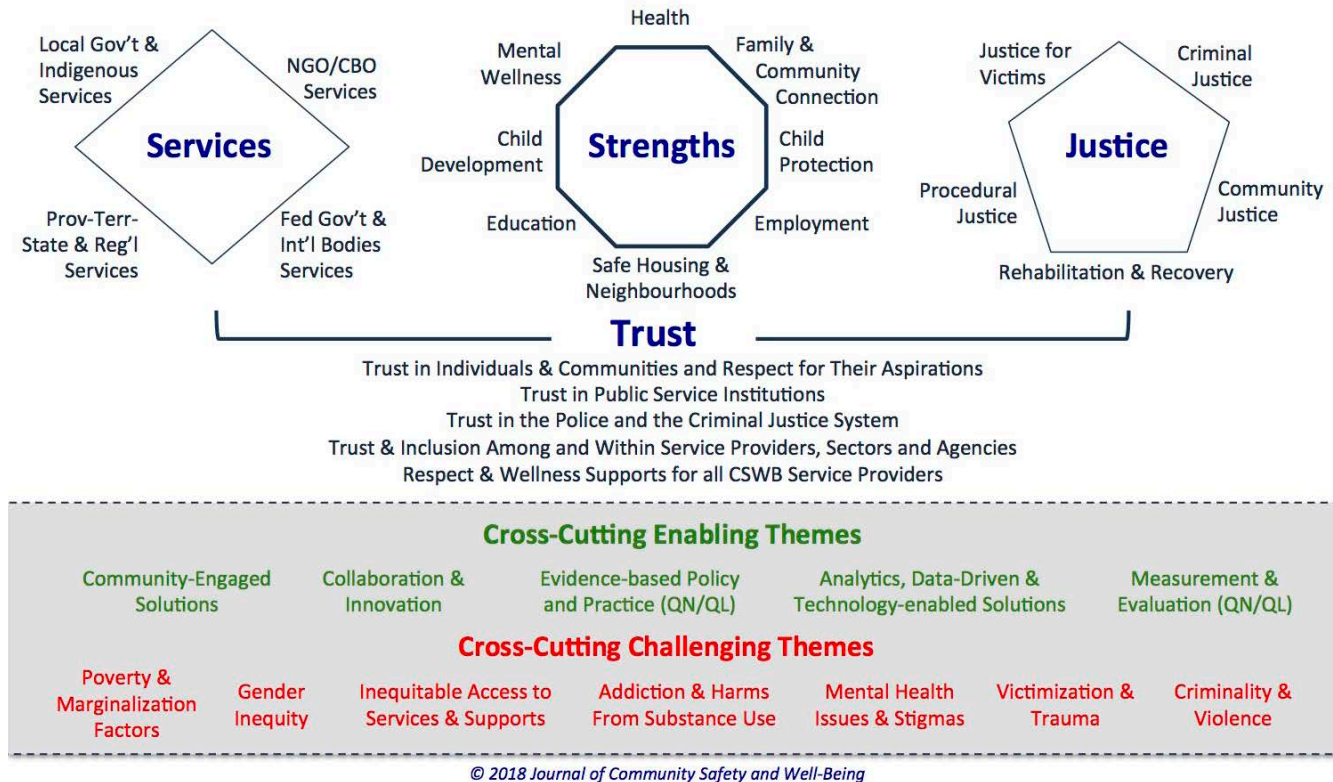 Local Gov't &
Indigenous
Services
NGO/CBO
Services
Services
Prov-Terr-
State & Reg'l
Services
Fed Gov't &
Int'l Bodies
Services
Health
Mental
Wellness
Family &
Community
Connection
Child
Development
Strengths
Child
Protection
Education
Employment
Safe Housing &
Neighbourhoods
Justice for
Victims
Criminal
Justice
Justice
Procedural
Justice
Community
Justice
Rehabilitation & Recovery
Trust
Trust in Individuals & Communities and Respect for Their Aspirations
Trust in Public Service Institutions
Trust in the Police and the Criminal Justice System
Trust & Inclusion Among and Within Service Providers, Sectors and Agencies
Respect & Wellness Supports for all CSWB Service Providers
Cross-Cutting Enabling Themes
Community-Engaged
Solutions
Collaboration &
Innovation
Evidence-based Policy
and Practice (QN/QL)
Analytics, Data-Driven &
Technology-enabled Solutions
Measurement &
Evaluation (QN/QL)
Cross-Cutting Challenging Themes
Poverty &
Marginalization
Factors
Gender
Inequity
Inequitable Access to
Services & Supports
Addiction & Harms
From Substance Use
Mental Health
Issues & Stigmas
Victimization &
Trauma
Criminality &
Violence
© 2018 Journal of Community Safety and Well-Being